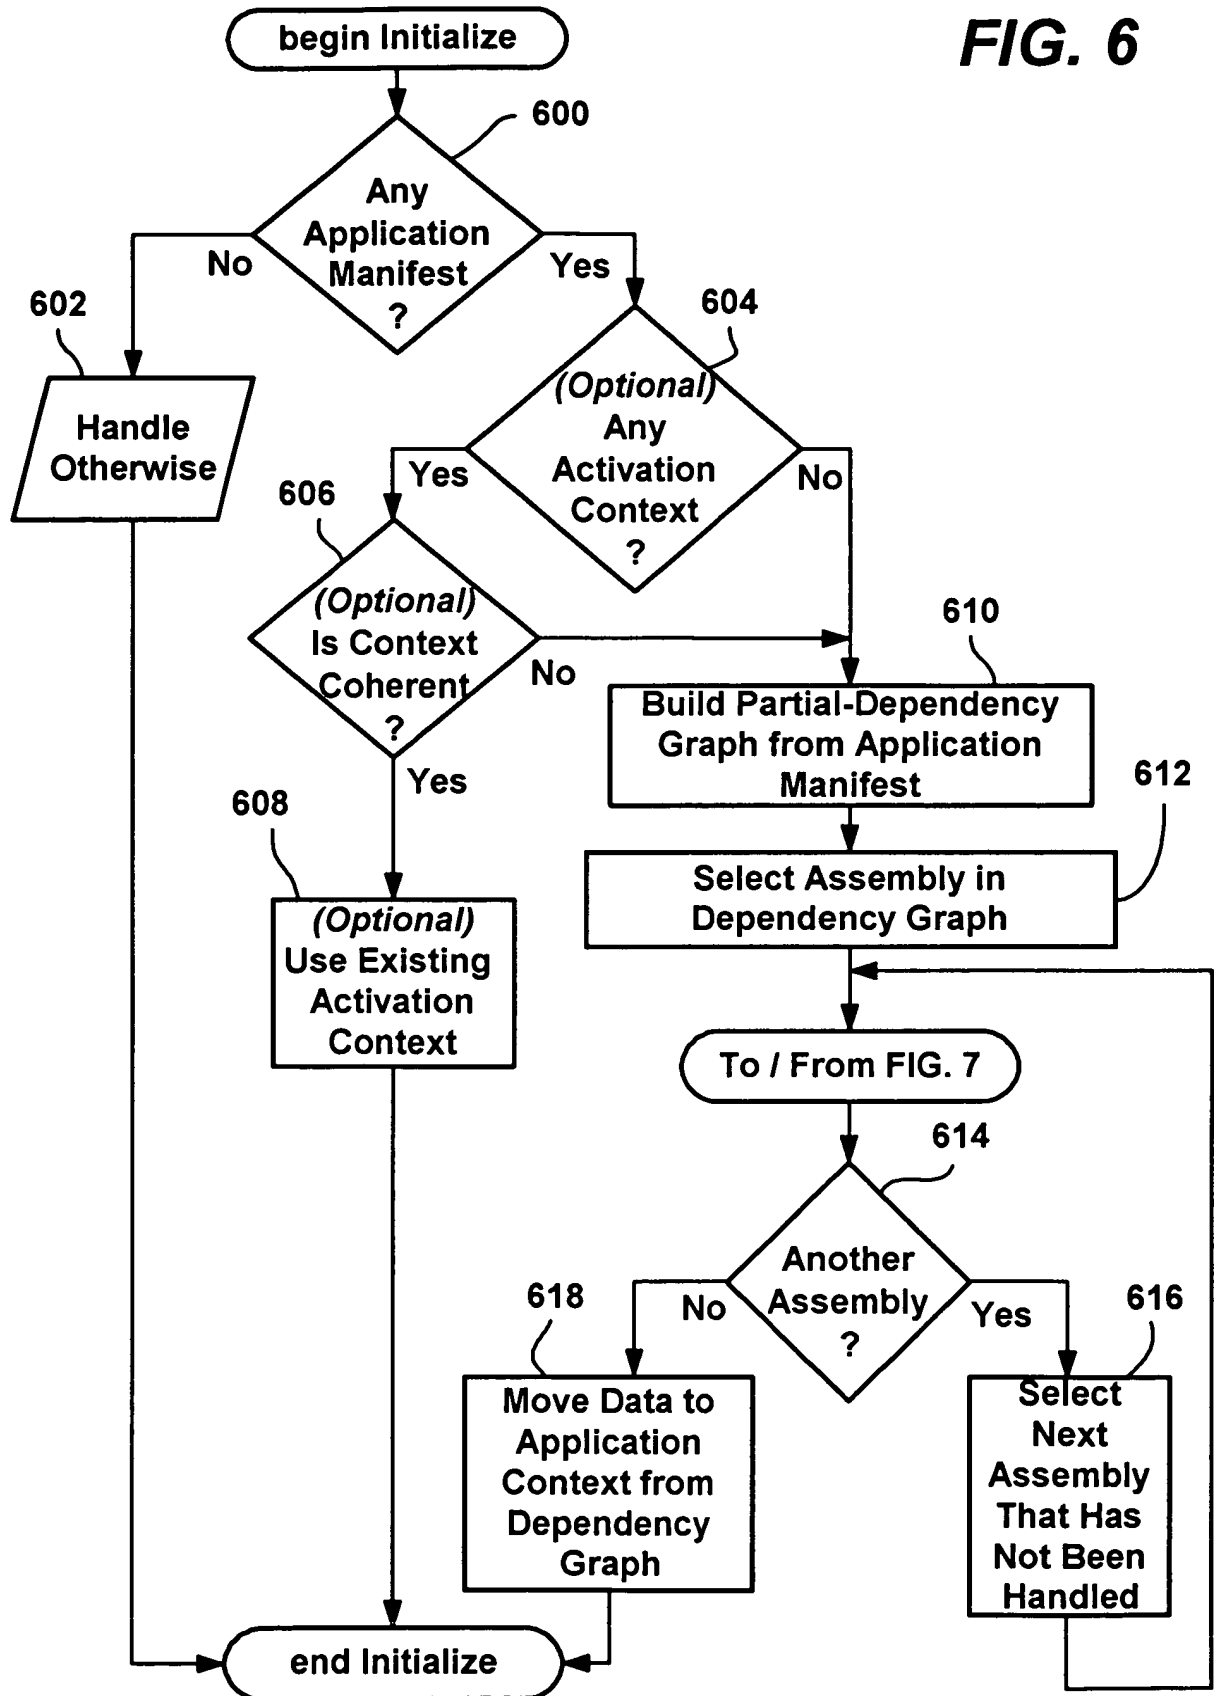 begin Initialize
FIG. 6
600
Any
Application
Manifest
?
No
Yes
602
604
Handle
Otherwise
(Optional)
Any
Activation
Context
?
Yes
No
606
(Optional)
Is Context
Coherent
?
No
Yes
610
Build Partial-Dependency
Graph from Application
Manifest
612
608
Select Assembly in
Dependency Graph
(Optional)
Use Existing
Activation
Context
To / From FIG. 7
614
Another
Assembly
?
No
Yes
618
616
Move Data to
Application
Context from
Dependency
Graph
Select
Next
Assembly
That Has
Not Been
Handled
end Initialize